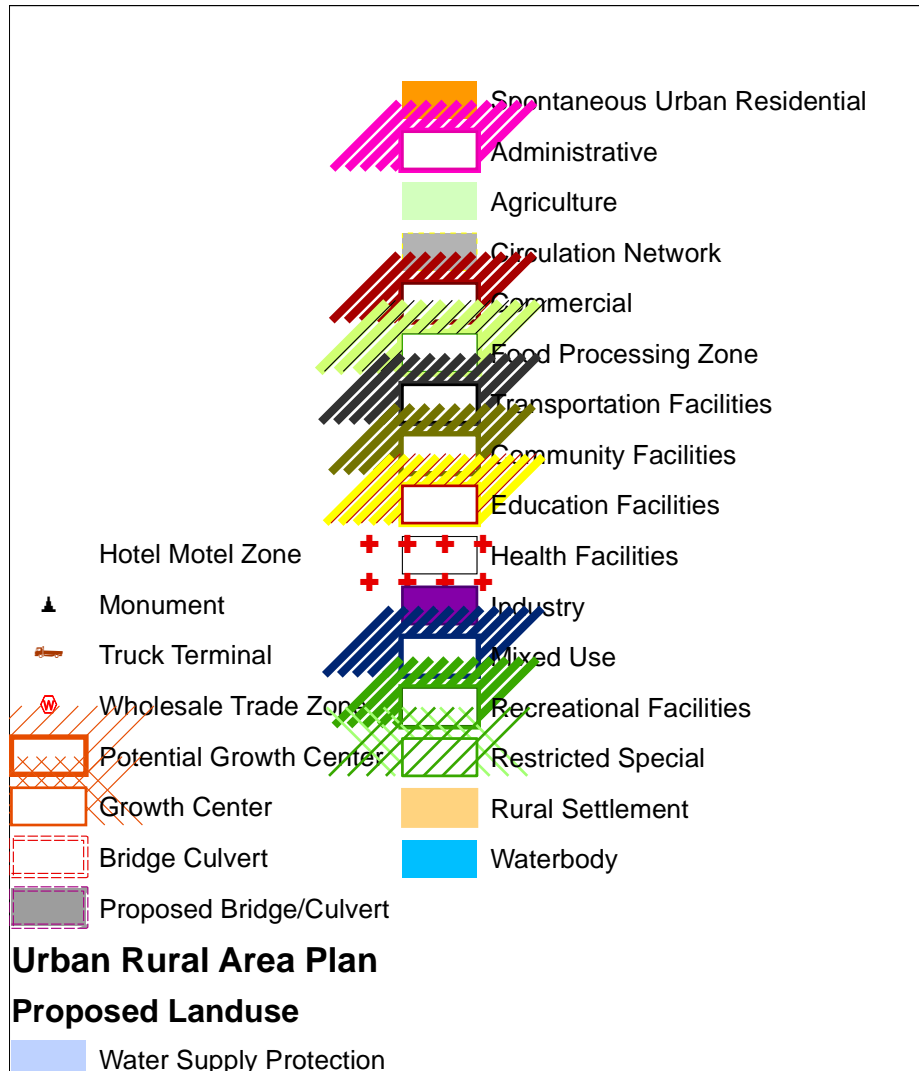 Spontaneous Urban Residential
Administrative
Agriculture
Circulation Network
Commercial
Food Processing Zone
Transportation Facilities
Community Facilities
Education Facilities
Health Facilities
Industry
Mixed Use
Recreational Facilities
Restricted Special
Rural Settlement
Waterbody
Hotel Motel Zone
Monument
Truck Terminal
W
Wholesale Trade Zone
Potential Growth Center
Growth Center
Bridge Culvert
Proposed Bridge/Culvert
Urban Rural Area Plan
Proposed Landuse
Water Supply Protection